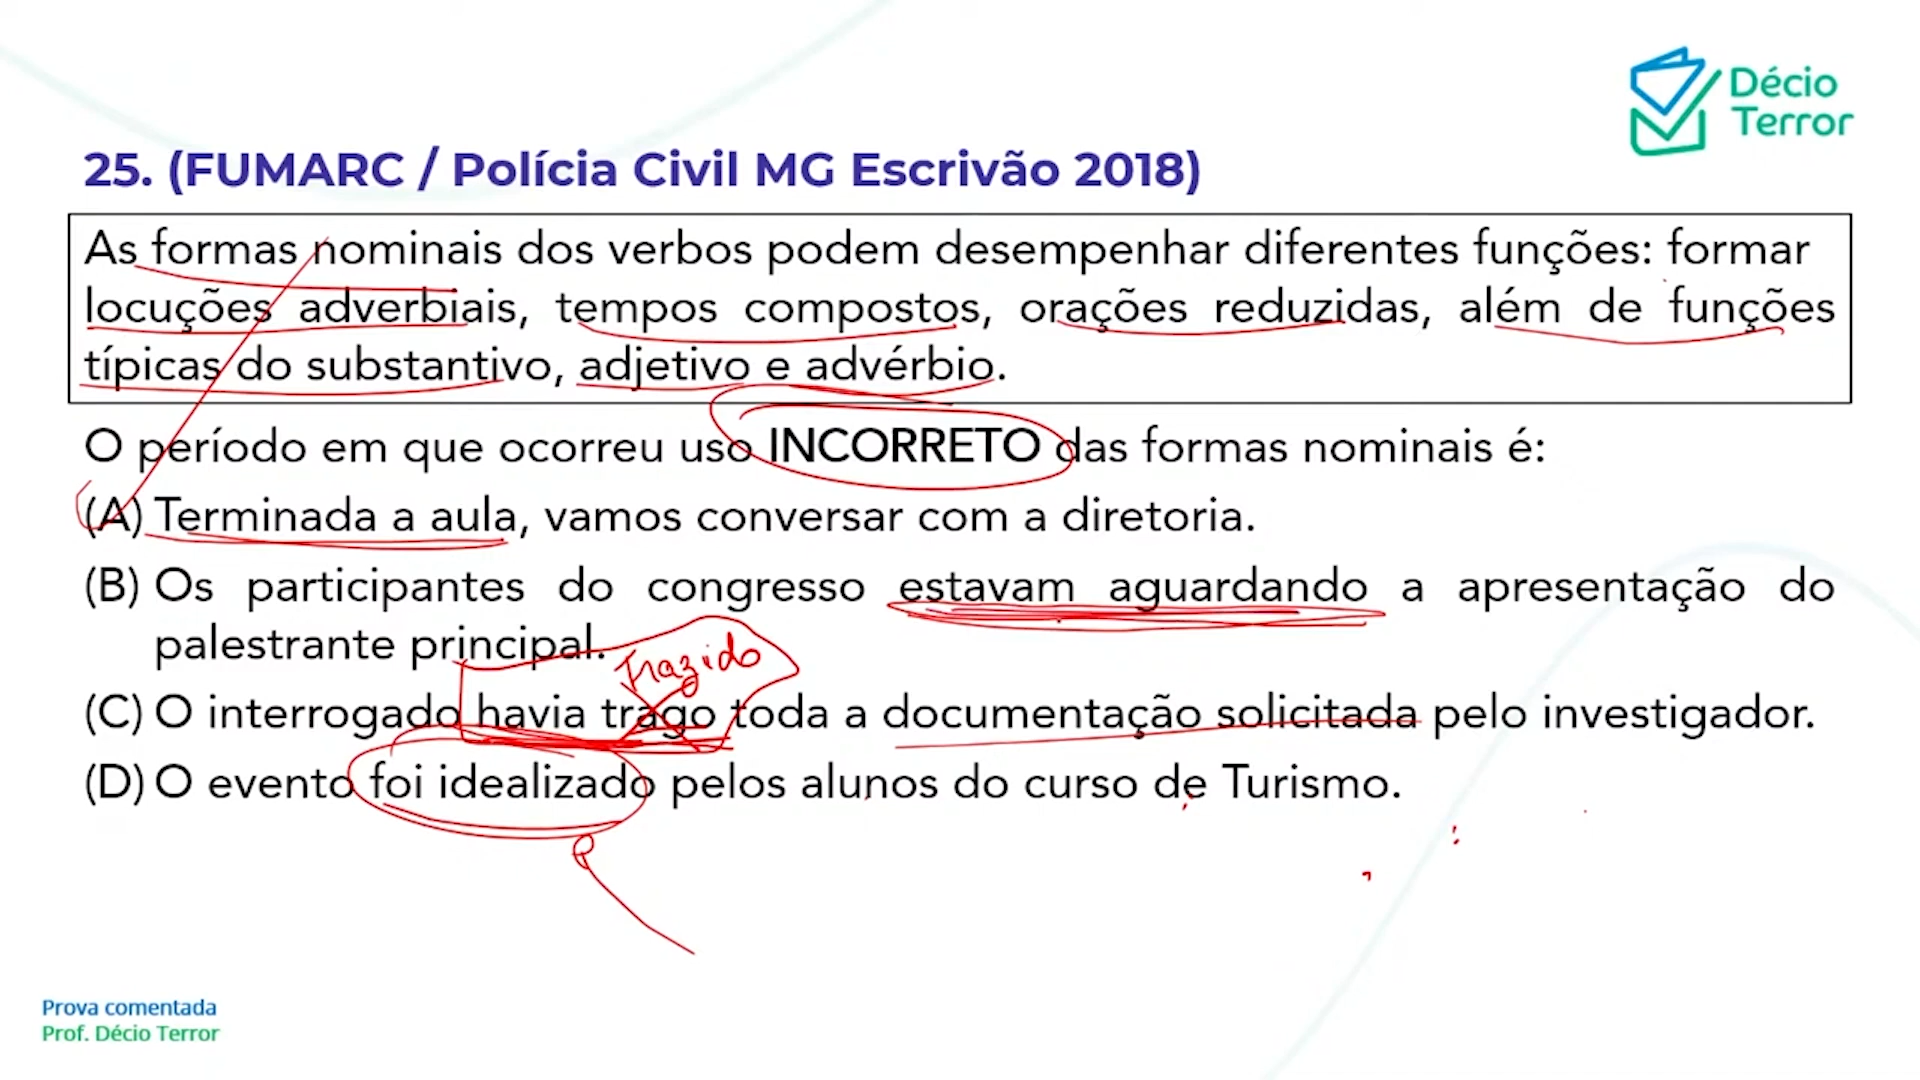 Décio
Terror
25. (FUMARC / Polícia Civil MG Escrivão 2018)
As formas nominais dos verbos podem desempenhar diferentes funções: formar
locuções adverbiais, tempos compostos, orações reduzidas, além de funções
típicas do substantivo, adjetivo e advérbio.
O período em que ocorreu uso INCORRETO das formas nominais é:
(A) Terminada a aula, vamos conversar com a diretoria.
(B) Os participantes do congresso estavam aguardando a apresentação do
palestrante principal.
Trazido
(C) O interrogado havia trago toda a documentação solicitada pelo investigador.
(D) O evento foi idealizado pelos alunos do curso de Turismo.
Prova comentada
Prof. Décio Terror